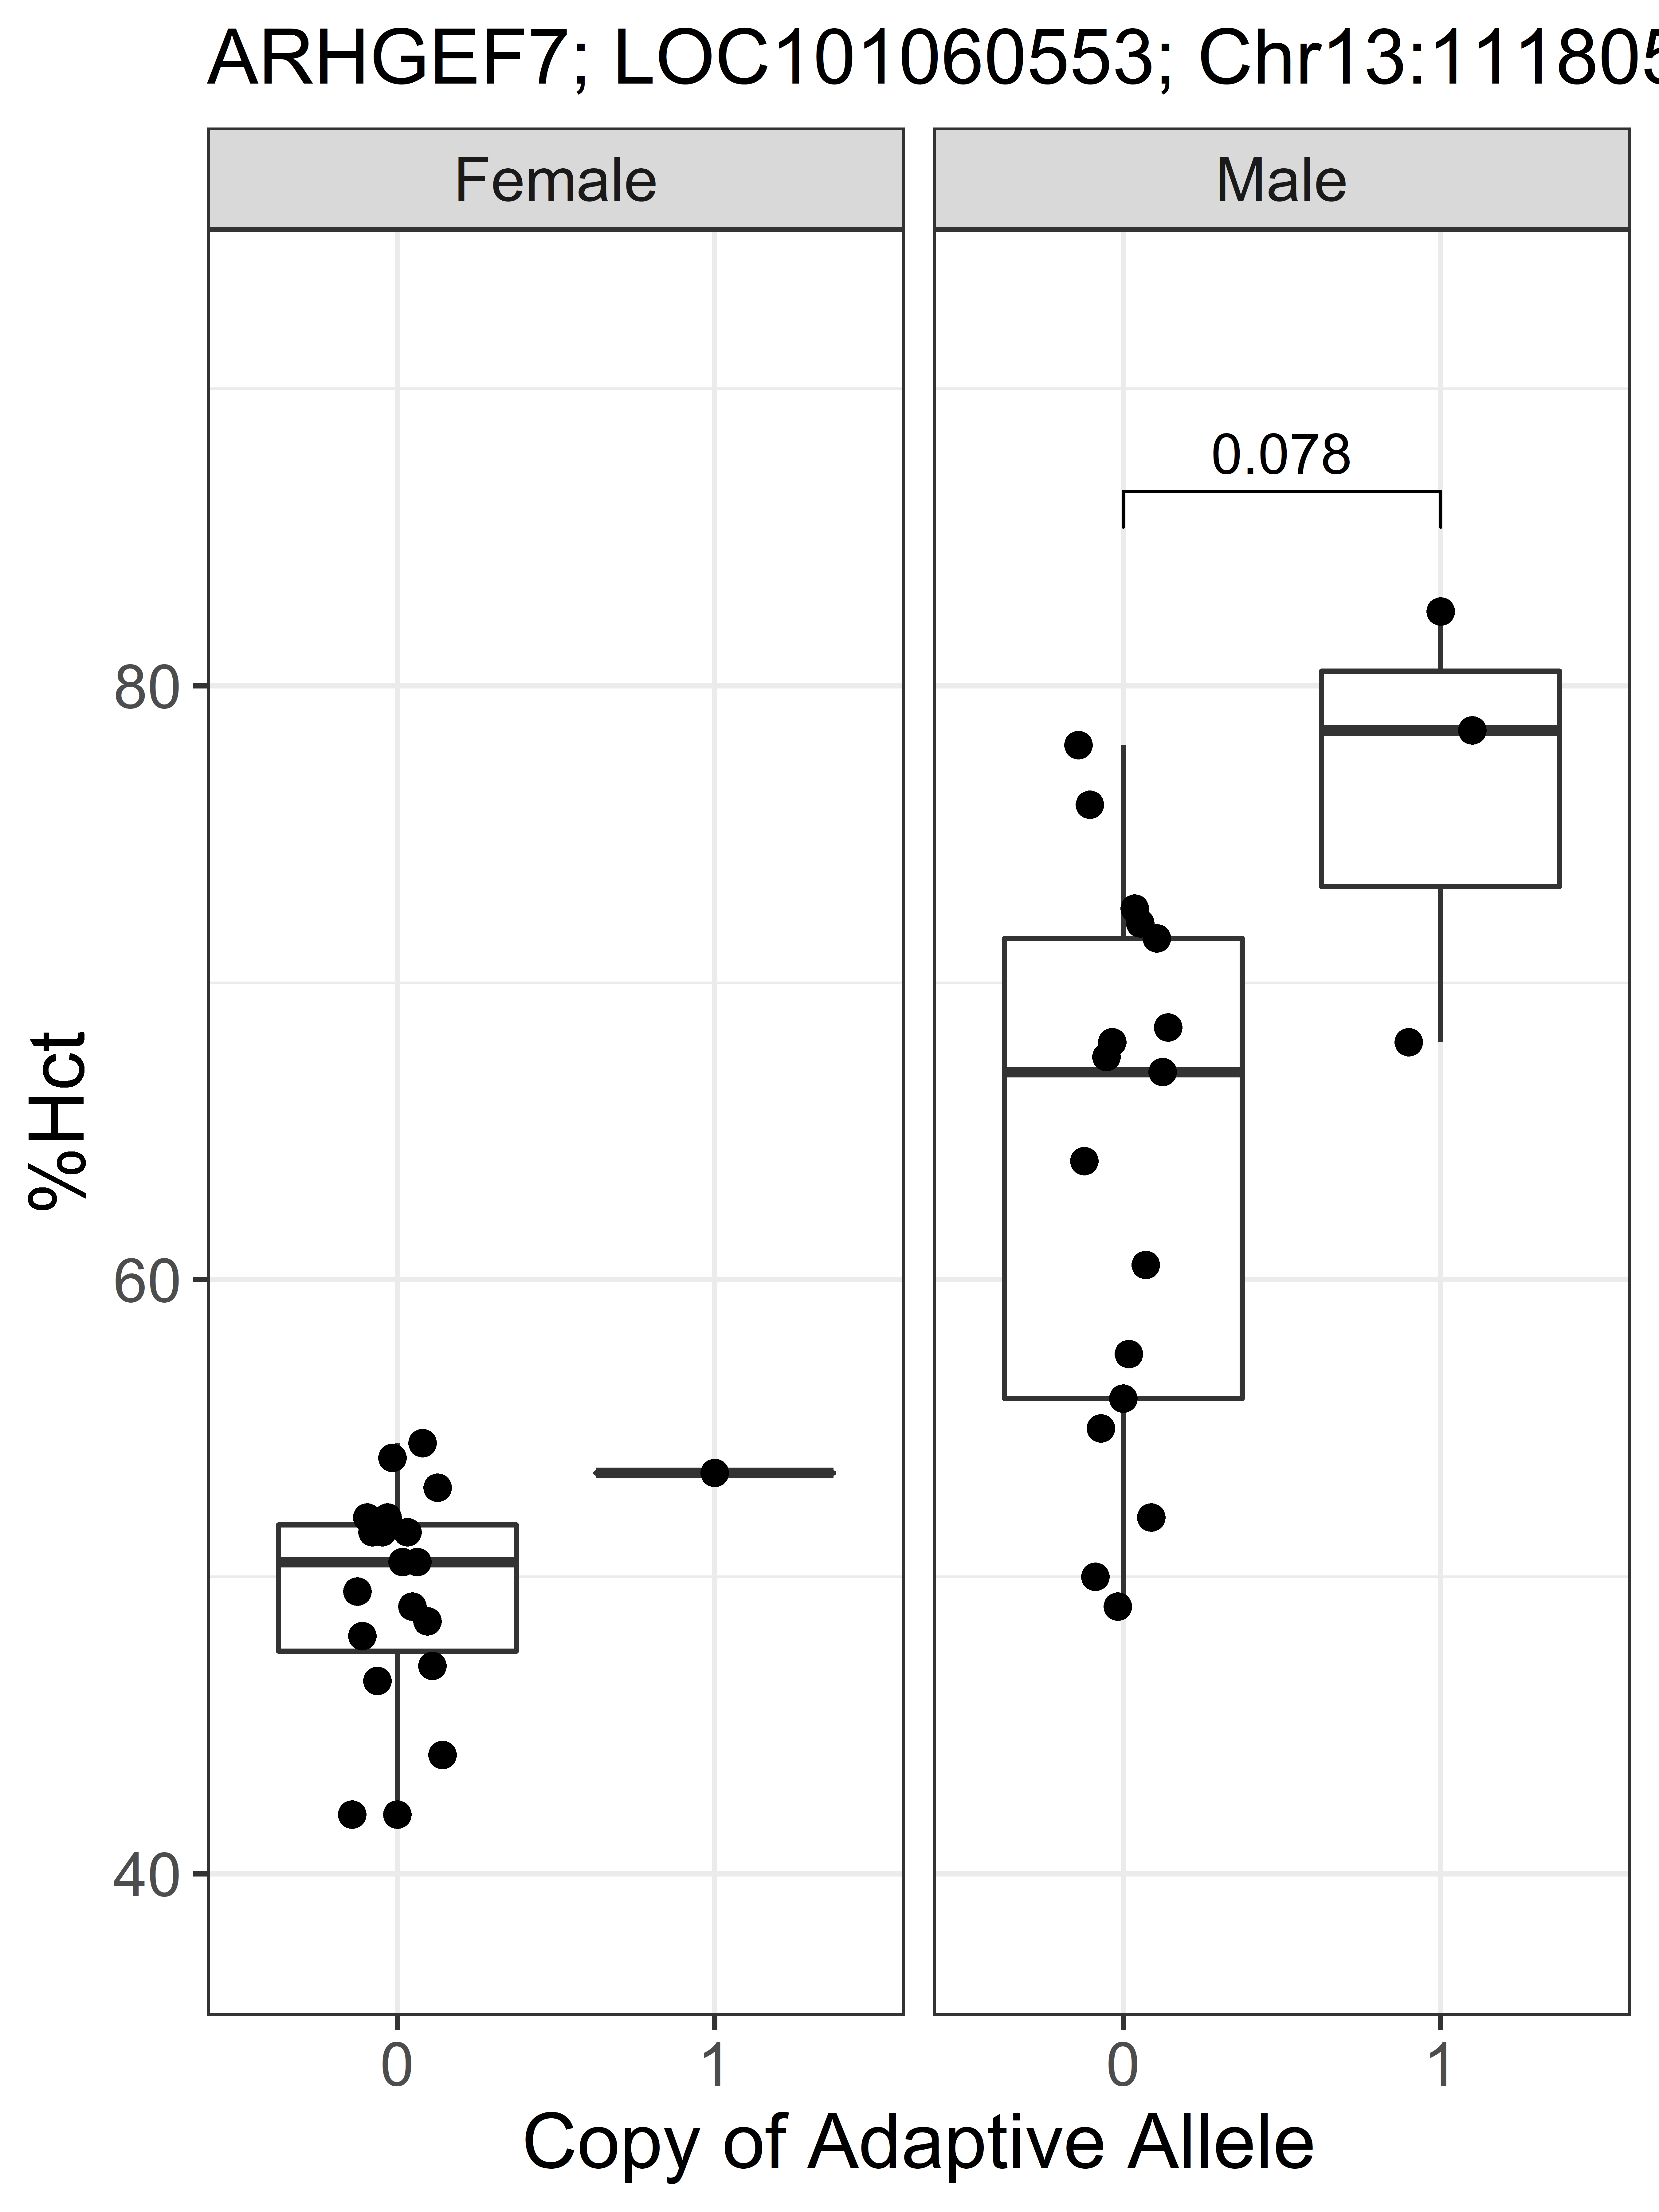 ARHGEF7; LOC101060553; Chr13:111805
Female Male
0.078
80
60
40
%Hct
0 1 0 1
Copy of Adaptive Allele